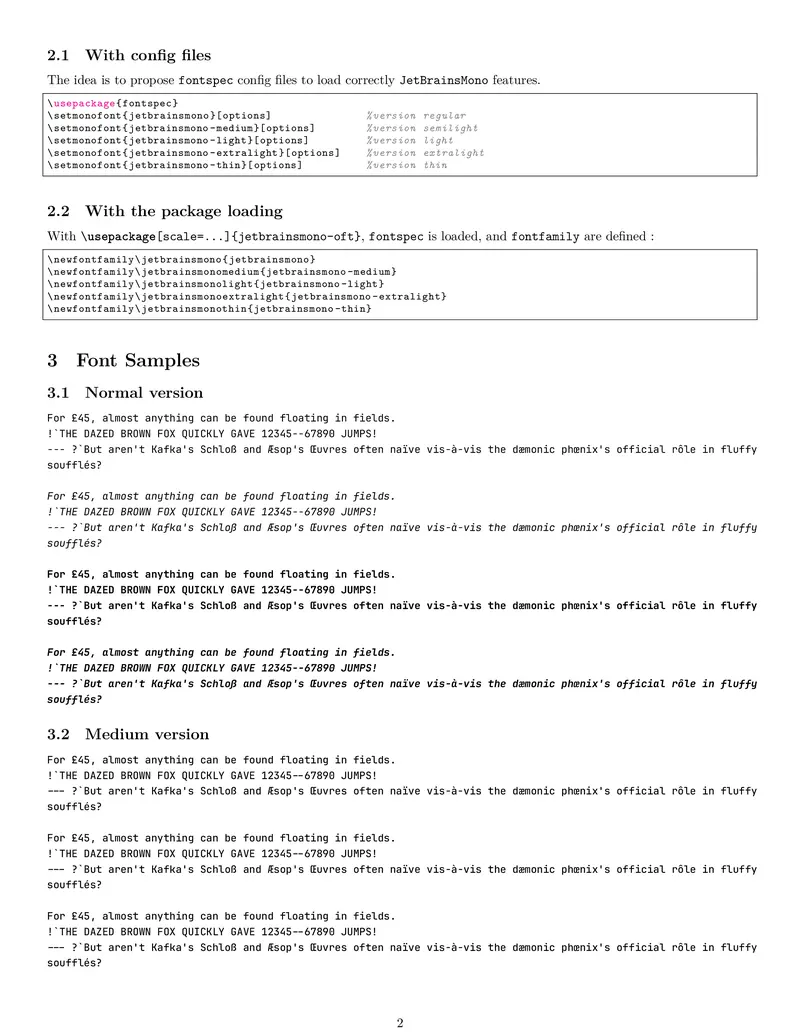 2.1 With config files
The idea is to propose fontspec config files to load correctly JetBrainsMono features.
\usepackage{fontspec}
\setmonofont{jetbrainsmono}[options] %version regular
\setmonofont{jetbrainsmono-medium}[options] %version semilight
\setmonofont{jetbrainsmono-light}[options] %version light
\setmonofont{jetbrainsmono-extralight}[options] %version extralight
\setmonofont{jetbrainsmono-thin}[options] %version thin
2.2 With the package loading
With \usepackage[scale=...]{jetbrainsmono-otf}, fontspec is loaded, and fontfamily are defined :
\newfontfamily\jetbrainsmono{jetbrainsmono}
\newfontfamily\jetbrainsmonomedium{jetbrainsmono-medium}
\newfontfamily\jetbrainsmonolight{jetbrainsmono-light}
\newfontfamily\jetbrainsmonoextralight{jetbrainsmono-extralight}
\newfontfamily\jetbrainsmonothin{jetbrainsmono-thin}
3 Font Samples
3.1 Normal version
For £45, almost anything can be found floating in fields.
!`THE DAZED BROWN FOX QUICKLY GAVE 12345--67890 JUMPS!
--- ?`But aren't Kafka's Schloß and Æsop's Œuvres often naïve vis-à-vis the dæmonic phœnix's official rôle in fluffy
soufflés?
For £45, almost anything can be found floating in fields.
!`THE DAZED BROWN FOX QUICKLY GAVE 12345--67890 JUMPS!
--- ?`But aren't Kafka's Schloß and Æsop's Œuvres often naïve vis-à-vis the dæmonic phœnix's official rôle in fluffy
soufflés?
For £45, almost anything can be found floating in fields.
!`THE DAZED BROWN FOX QUICKLY GAVE 12345--67890 JUMPS!
--- ?`But aren't Kafka's Schloß and Æsop's Œuvres often naïve vis-à-vis the dæmonic phœnix's official rôle in fluffy
soufflés?
For £45, almost anything can be found floating in fields.
!`THE DAZED BROWN FOX QUICKLY GAVE 12345--67890 JUMPS!
--- ?`But aren't Kafka's Schloß and Æsop's Œuvres often naïve vis-à-vis the dæmonic phœnix's official rôle in fluffy
soufflés?
3.2 Medium version
For £45, almost anything can be found floating in fields.
!`THE DAZED BROWN FOX QUICKLY GAVE 12345--67890 JUMPS!
--- ?`But aren't Kafka's Schloß and Æsop's Œuvres often naïve vis-à-vis the dæmonic phœnix's official rôle in fluffy
soufflés?
For £45, almost anything can be found floating in fields.
!`THE DAZED BROWN FOX QUICKLY GAVE 12345--67890 JUMPS!
--- ?`But aren't Kafka's Schloß and Æsop's Œuvres often naïve vis-à-vis the dæmonic phœnix's official rôle in fluffy
soufflés?
For £45, almost anything can be found floating in fields.
!`THE DAZED BROWN FOX QUICKLY GAVE 12345--67890 JUMPS!
--- ?`But aren't Kafka's Schloß and Æsop's Œuvres often naïve vis-à-vis the dæmonic phœnix's official rôle in fluffy
soufflés?
2